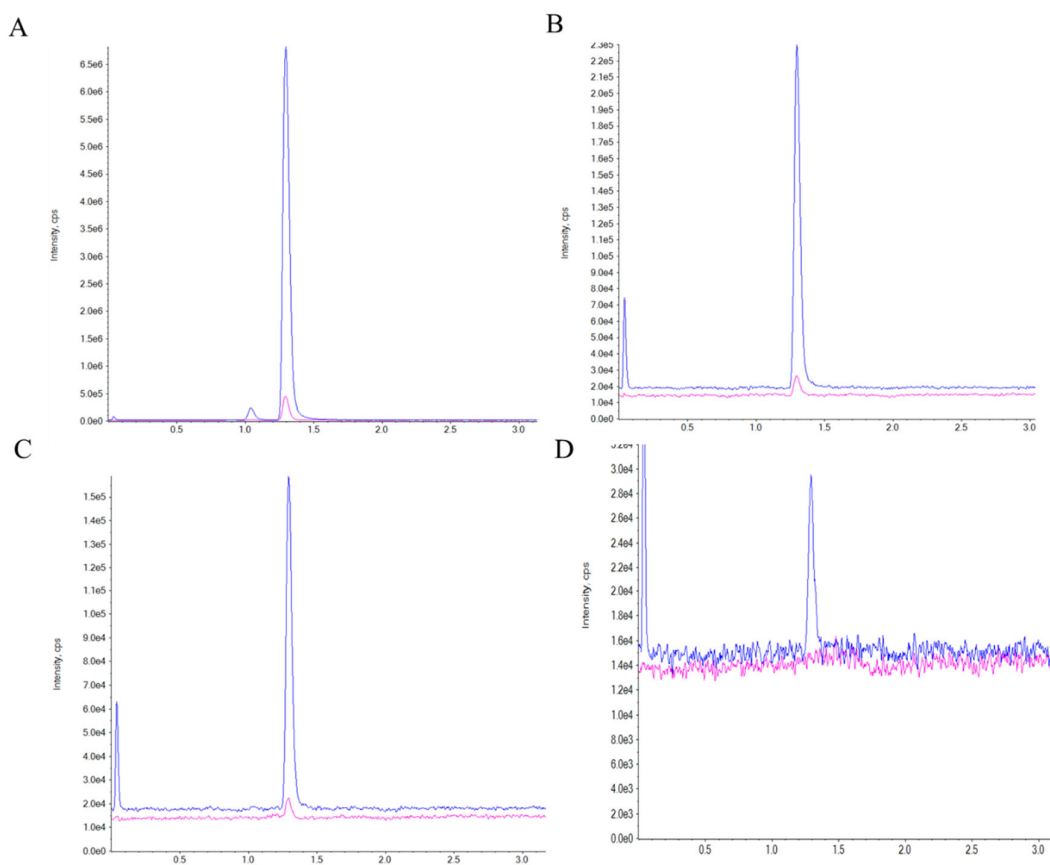 A
Intensity, cps
6.5e6
6.0e6
5.5e6
5.0e6
4.5e6
4.0e6
3.5e6
3.0e6
2.5e6
2.0e6
1.5e6
1.0e6
5.0e5
0.0e0
0.5 1.0 1.5 2.0 2.5 3.0
B
Intensity, cps
2.3e5
2.2e5
2.1e5
2.0e5
1.9e5
1.8e5
1.7e5
1.6e5
1.5e5
1.4e5
1.3e5
1.2e5
1.1e5
1.0e5
9.0e4
8.0e4
7.0e4
6.0e4
5.0e4
4.0e4
3.0e4
2.0e4
1.0e4
0.0e0
0.5 1.0 1.5 2.0 2.5 3.0
C
Intensity, cps
1.5e5
1.4e5
1.3e5
1.2e5
1.1e5
1.0e5
9.0e4
8.0e4
7.0e4
6.0e4
5.0e4
4.0e4
3.0e4
2.0e4
1.0e4
0.0e0
0.5 1.0 1.5 2.0 2.5 3.0
D
Intensity, cps
3.2e4
3.0e4
2.8e4
2.6e4
2.4e4
2.2e4
2.0e4
1.8e4
1.6e4
1.4e4
1.2e4
1.0e4
8.0e3
6.0e3
4.0e3
2.0e3
0.0e0
0.5 1.0 1.5 2.0 2.5 3.0